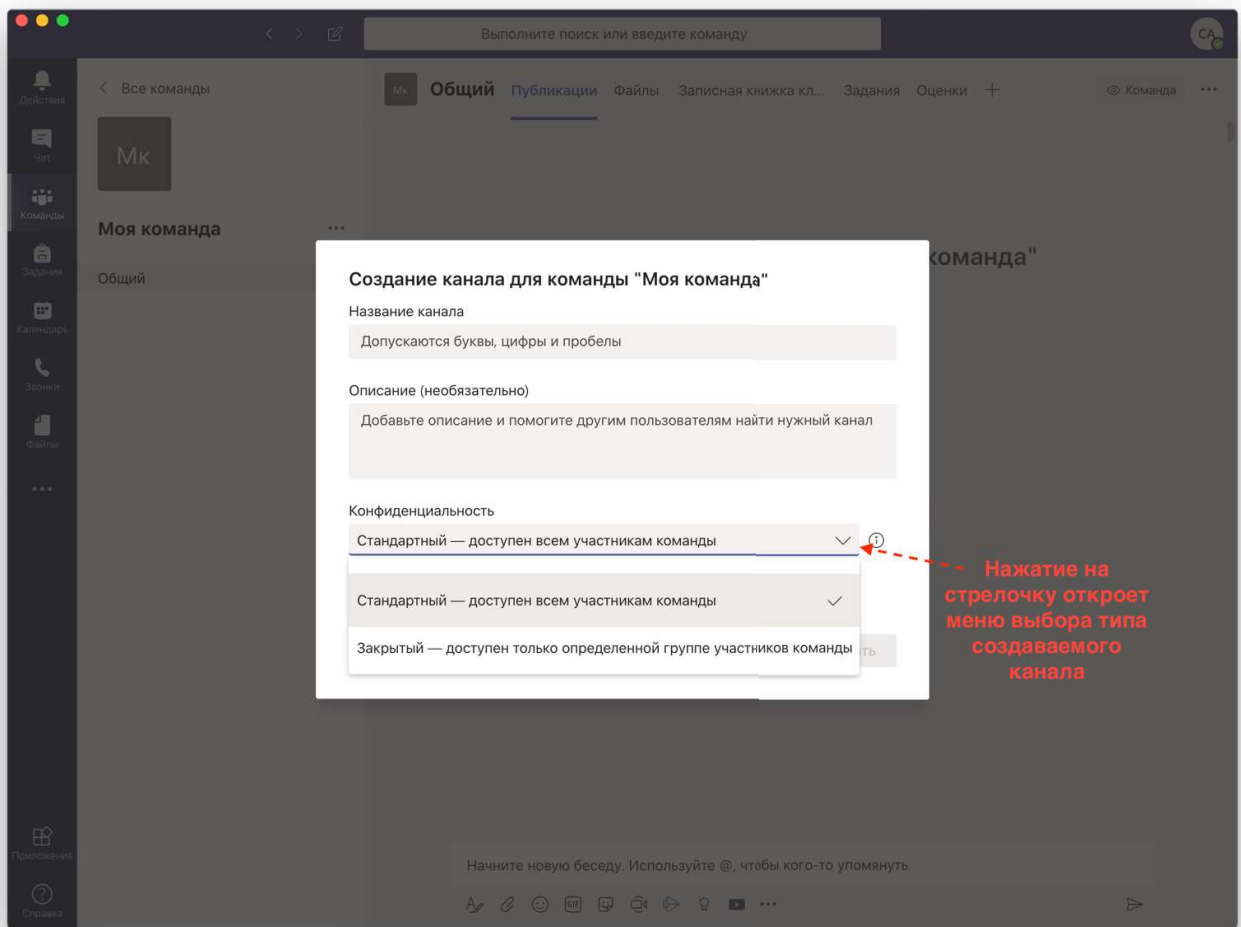 Выполните поиск или введите команду
CA
Действия
Чат
Команды
Задания
Календарь
Звонки
Файлы
Приложения
Справка
Все команды
Мк
Моя команда
Общий
Мк Общий Публикации Файлы Записная книжка кл... Задания Оценки
Команда
команда"
Создание канала для команды "Моя команда"
Название канала
Допускаются буквы, цифры и пробелы
Описание (необязательно)
Добавьте описание и помогите другим пользователям найти нужный канал
Конфиденциальность
Стандартный — доступен всем участникам команды
Стандартный — доступен всем участникам команды
Закрытый — доступен только определенной группе участников команды
ть
Нажатие на
стрелочку откроет
меню выбора типа
создаваемого
канала
Начните новую беседу. Используйте @, чтобы кого-то упомянуть.
GIF